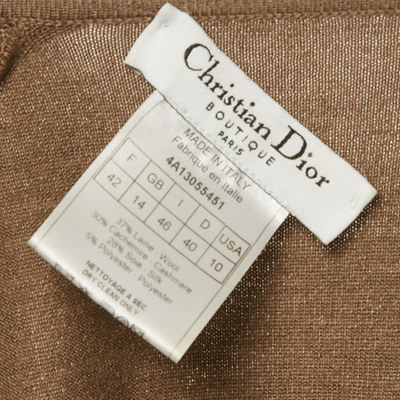 Christian Dior
BOUTIQUE
PARIS
MADE IN ITALY
Fabriqué en Italie
4A13055451
F GB I D USA
42 14 46 40 10
37% Laine - Wool
30% Cachemire - Cashmere
28% Soie - Silk
5% Polyester - Polyester
NETTOYAGE A SEC
DRY CLEAN ONLY